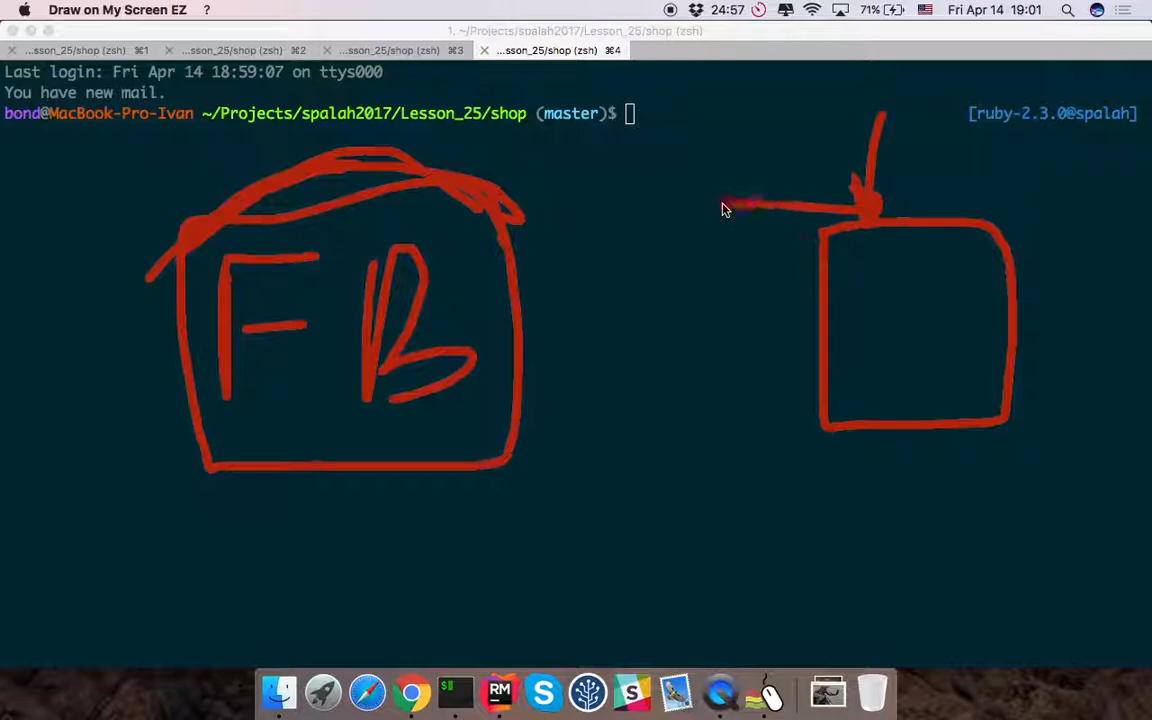 Draw on My Screen EZ ? 24:57 71% Fri Apr 14 19:01
1. ~/Projects/spalah2017/Lesson_25/shop (zsh)
...sson_25/shop (zsh) ⌘1 ...sson_25/shop (zsh) ⌘2 ...sson_25/shop (zsh) ⌘3 ...sson_25/shop (zsh) ⌘4
Last login: Fri Apr 14 18:59:07 on ttys000
You have new mail.
bond@MacBook-Pro-Ivan ~/Projects/spalah2017/Lesson_25/shop (master)$ [ruby-2.3.0@spalah]
FB
$ RM S